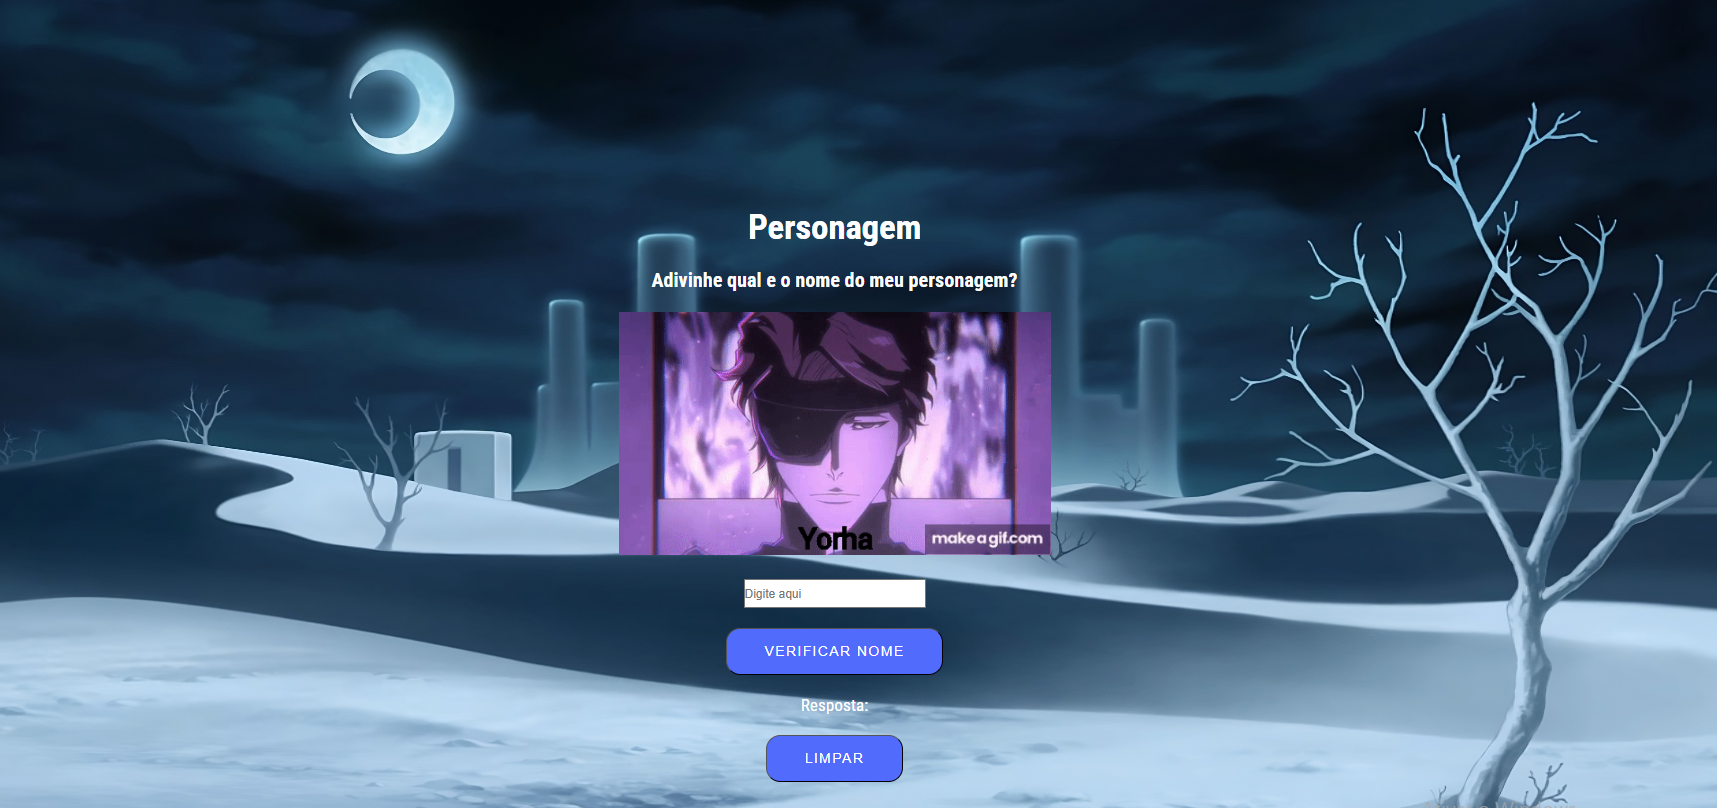 Personagem
Adivinhe qual e o nome do meu personagem?
Yorha
makeagif.com
Digite aqui
VERIFICAR NOME
Resposta:
LIMPAR